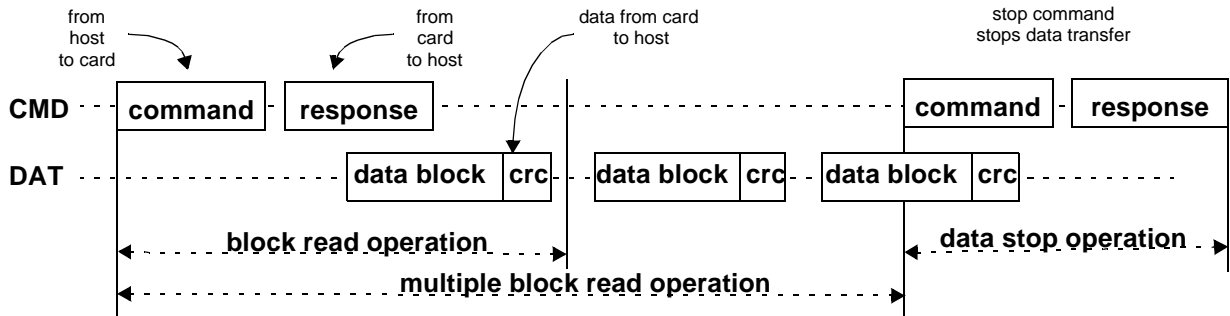 from
host
to card
from
card
to host
data from card
to host
stop command
stops data transfer
CMD command response command response
DAT data block crc data block crc data block crc
block read operation data stop operation
multiple block read operation